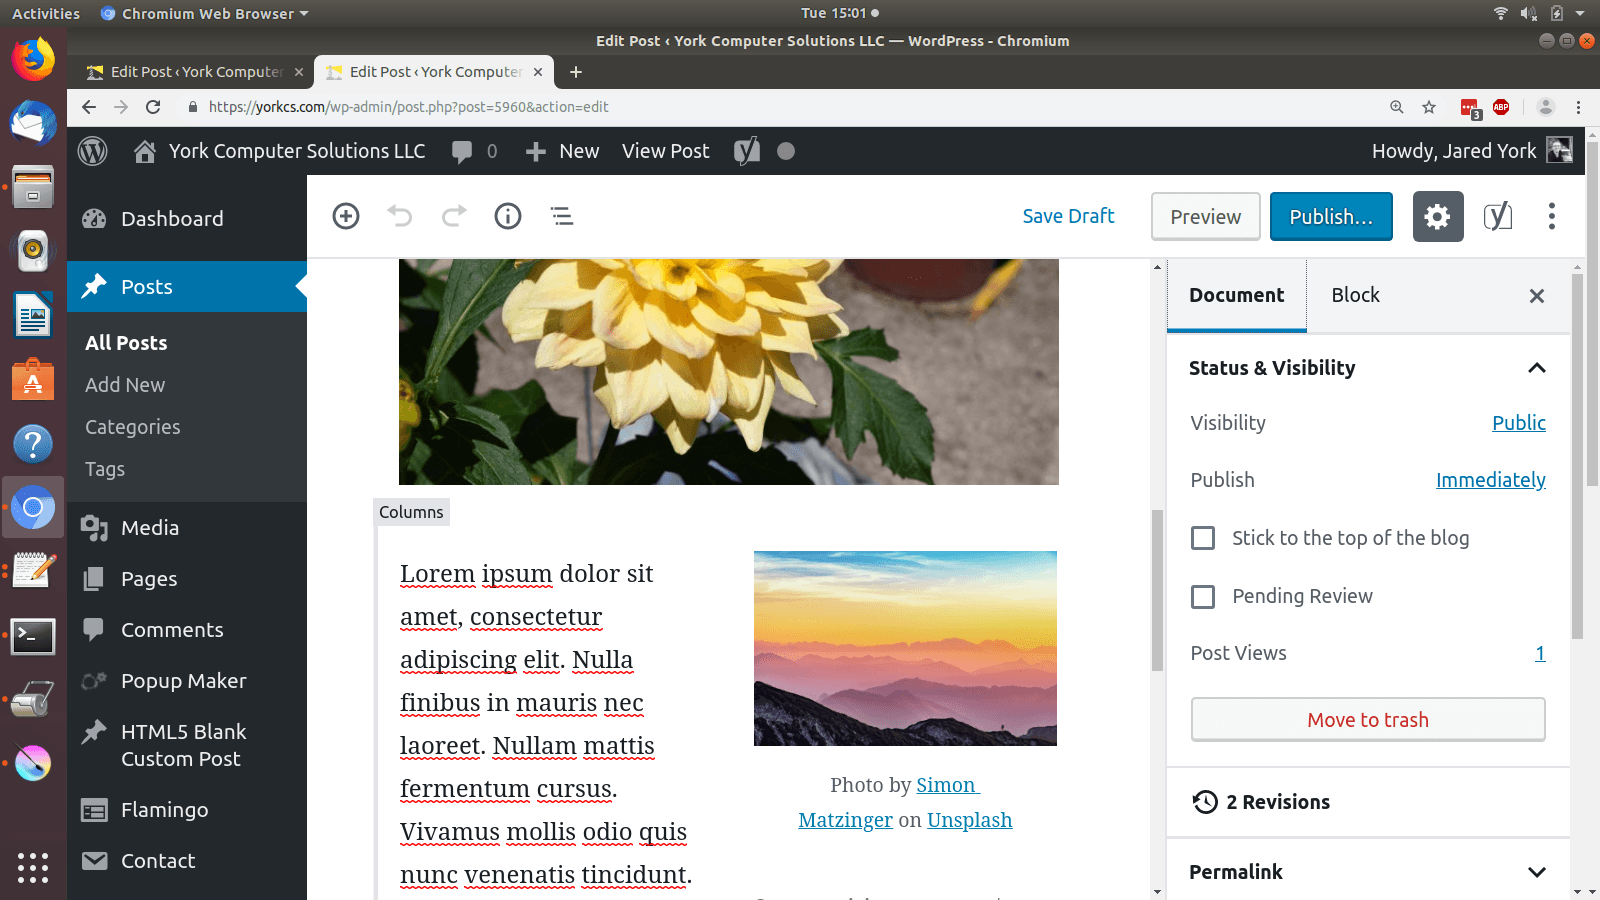 Activities
Chromium Web Browser
Tue 15:01
Edit Post ‹ York Computer Solutions LLC — WordPress - Chromium
Edit Post ‹ York Computer
Edit Post ‹ York Computer
https://yorkcs.com/wp-admin/post.php?post=5960&action=edit
3
ABP
York Computer Solutions LLC
0
New
View Post
Howdy, Jared York
Dashboard
Posts
All Posts
Add New
Categories
Tags
Media
Pages
Comments
Popup Maker
HTML5 Blank
Custom Post
Flamingo
Contact
Save Draft
Preview
Publish...
Columns
Lorem ipsum dolor sit
amet, consectetur
adipiscing elit. Nulla
finibus in mauris nec
laoreet. Nullam mattis
fermentum cursus.
Vivamus mollis odio quis
nunc venenatis tincidunt.
Photo by Simon
Matzinger on Unsplash
Document
Block
Status & Visibility
Visibility
Public
Publish
Immediately
Stick to the top of the blog
Pending Review
Post Views
1
Move to trash
2 Revisions
Permalink